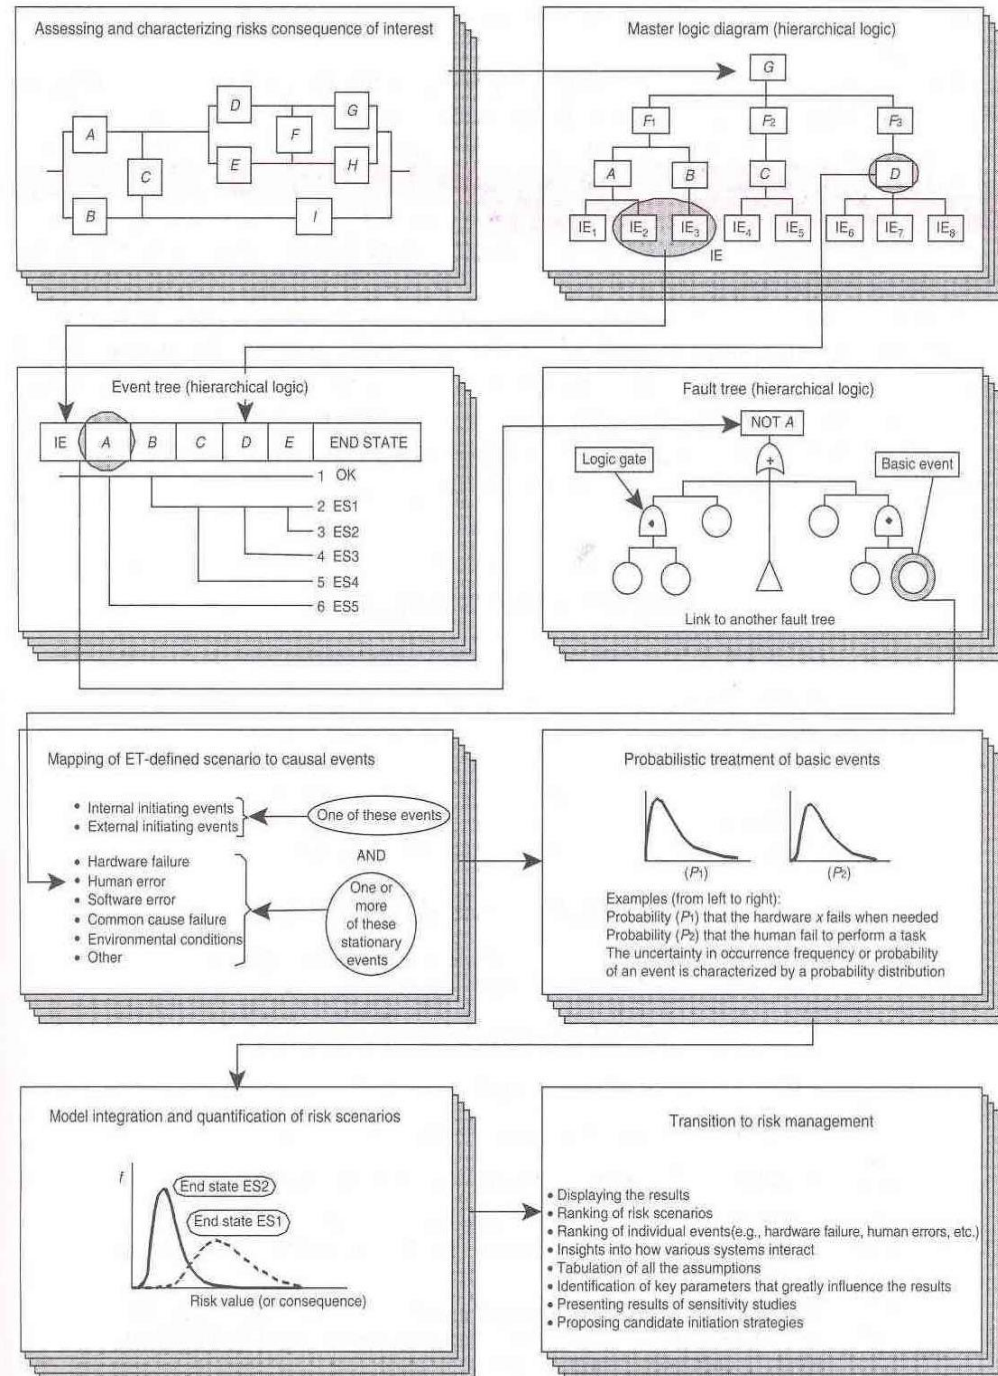 Assessing and characterizing risks consequence of interest
A
B
C
D
E
F
G
H
I
Master logic diagram (hierarchical logic)
G
F₁ F₂ F₃
A B C D
IE₁ IE₂ IE₃ IE₄ IE₅ IE₆ IE₇ IE₈
IE
Event tree (hierarchical logic)
IE A B C D E END STATE
1 OK
2 ES1
3 ES2
4 ES3
5 ES4
6 ES5
Fault tree (hierarchical logic)
NOT A
+
Logic gate
Basic event
Link to another fault tree
Mapping of ET-defined scenario to causal events
• Internal initiating events
• External initiating events
One of these events
AND
• Hardware failure
• Human error
• Software error
• Common cause failure
• Environmental conditions
• Other
One or
more
of these
stationary
events
Probabilistic treatment of basic events
(P₁) (P₂)
Examples (from left to right):
Probability (P₁) that the hardware x fails when needed
Probability (P₂) that the human fail to perform a task
The uncertainty in occurrence frequency or probability
of an event is characterized by a probability distribution
Model integration and quantification of risk scenarios
f
End state ES2
End state ES1
Risk value (or consequence)
Transition to risk management
• Displaying the results
• Ranking of risk scenarios
• Ranking of individual events(e.g., hardware failure, human errors, etc.)
• Insights into how various systems interact
• Tabulation of all the assumptions
• Identification of key parameters that greatly influence the results
• Presenting results of sensitivity studies
• Proposing candidate initiation strategies